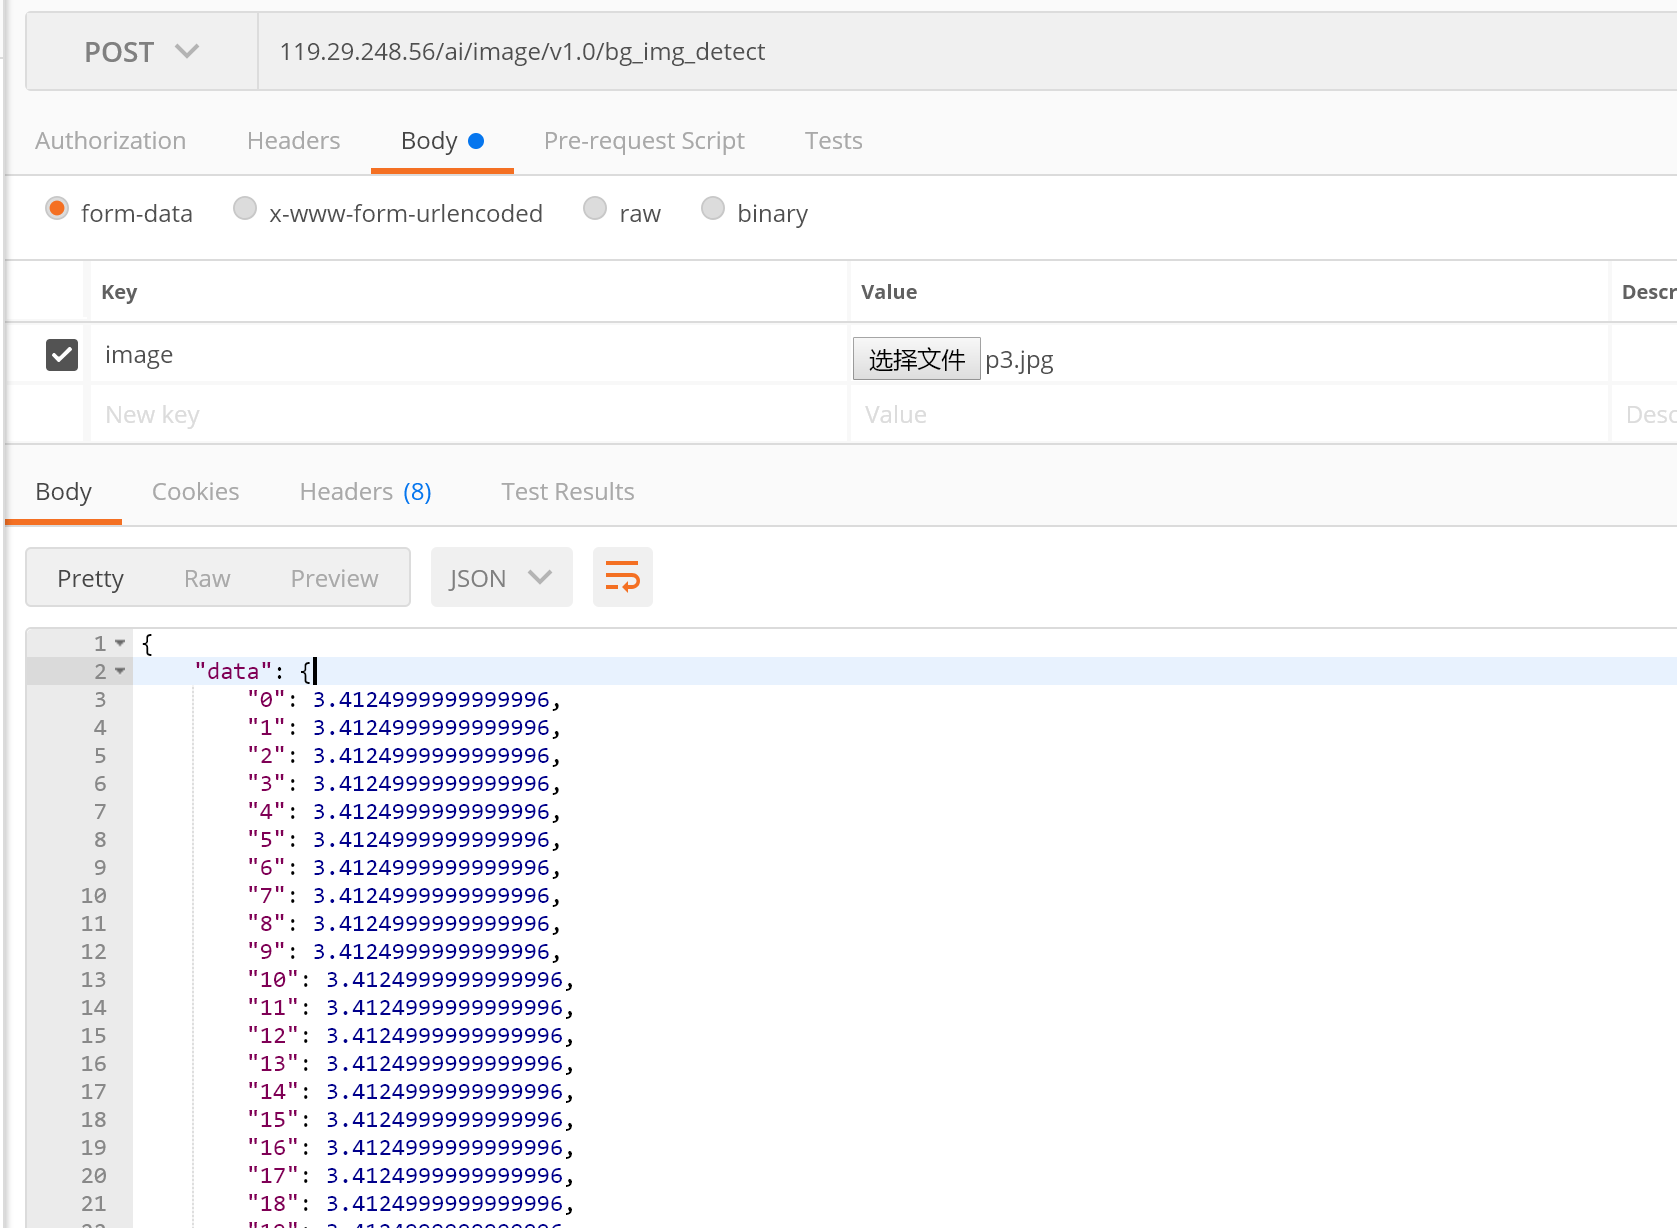 POST 119.29.248.56/ai/image/v1.0/bg_img_detect
Authorization Headers Body Pre-request Script Tests
form-data x-www-form-urlencoded raw binary
Key Value Descr
image 选择文件 p3.jpg
New key Value Desc
Body Cookies Headers (8) Test Results
Pretty Raw Preview JSON
1 {
2 "data": {
3 "0": 3.4124999999999996,
4 "1": 3.4124999999999996,
5 "2": 3.4124999999999996,
6 "3": 3.4124999999999996,
7 "4": 3.4124999999999996,
8 "5": 3.4124999999999996,
9 "6": 3.4124999999999996,
10 "7": 3.4124999999999996,
11 "8": 3.4124999999999996,
12 "9": 3.4124999999999996,
13 "10": 3.4124999999999996,
14 "11": 3.4124999999999996,
15 "12": 3.4124999999999996,
16 "13": 3.4124999999999996,
17 "14": 3.4124999999999996,
18 "15": 3.4124999999999996,
19 "16": 3.4124999999999996,
20 "17": 3.4124999999999996,
21 "18": 3.4124999999999996,